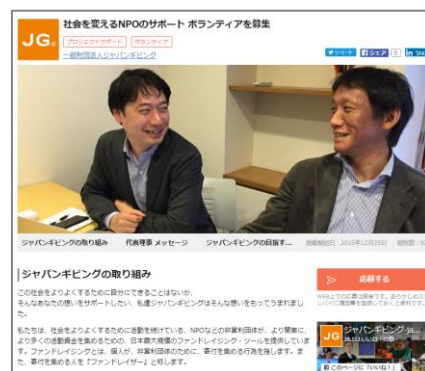 JG.
社会を変えるNPOのサポート ボランティアを募集
プロジェクトサポート ボランティア
一般財団法人ジャパンギビング
ツイート シェア
ジャパンギビングの取り組み 代表理事 メッセージ ジャパンギビングの目指す...
ジャパンギビングの取り組み
この社会をよりよくするために自分にできることはないか、
そんなあなたの想いをサポートしたい、私達ジャパンギビングはそんな想いをもってうまれまし
た。
私たちは、社会をよりよくするために活動を続けている、NPOなどの非営利団体が、より簡単に、
より多くの活動資金を集めるための、日本最大規模のファンドレイジング・ツールを提供していま
す。ファンドレイジングとは、個人が、非営利団体のために、寄付を集める行為を指します。ま
た、寄付を集める人を『ファンドレイザー』と称します。
応募する
JG
ジャパンギビング-ja...
このページに「いいね！」